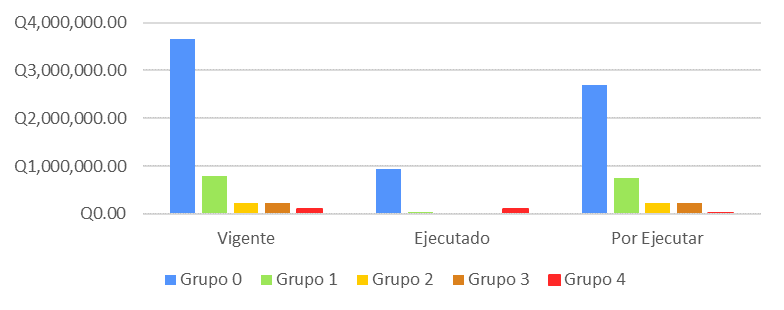 Q4,000,000.00
Q3,000,000.00
Q2,000,000.00
Q1,000,000.00
Q0.00
Vigente Ejecutado Por Ejecutar
Grupo 0 Grupo 1 Grupo 2 Grupo 3 Grupo 4